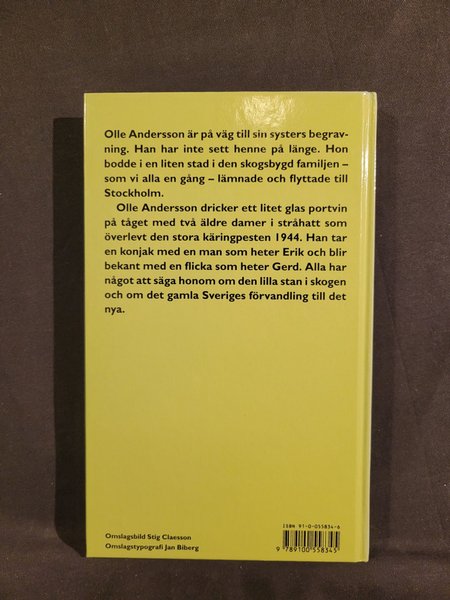 Olle Andersson är på väg till sin systers begrav-
ning. Han har inte sett henne på länge. Hon
bodde i en liten stad i den skogsbygd familjen –
som vi alla en gång – lämnade och flyttade till
Stockholm.
Olle Andersson dricker ett litet glas portvin
på tåget med två äldre damer i stråhatt som
överlevt den stora käringpesten 1944. Han tar
en konjak med en man som heter Erik och blir
bekant med en flicka som heter Gerd. Alla har
något att säga honom om den lilla stan i skogen
och om det gamla Sveriges förvandling till det
nya.
ISBN 91-0-055834-6
Omslagsbild Stig Claesson
Omslagstypografi Jan Biberg
9 789100 558345